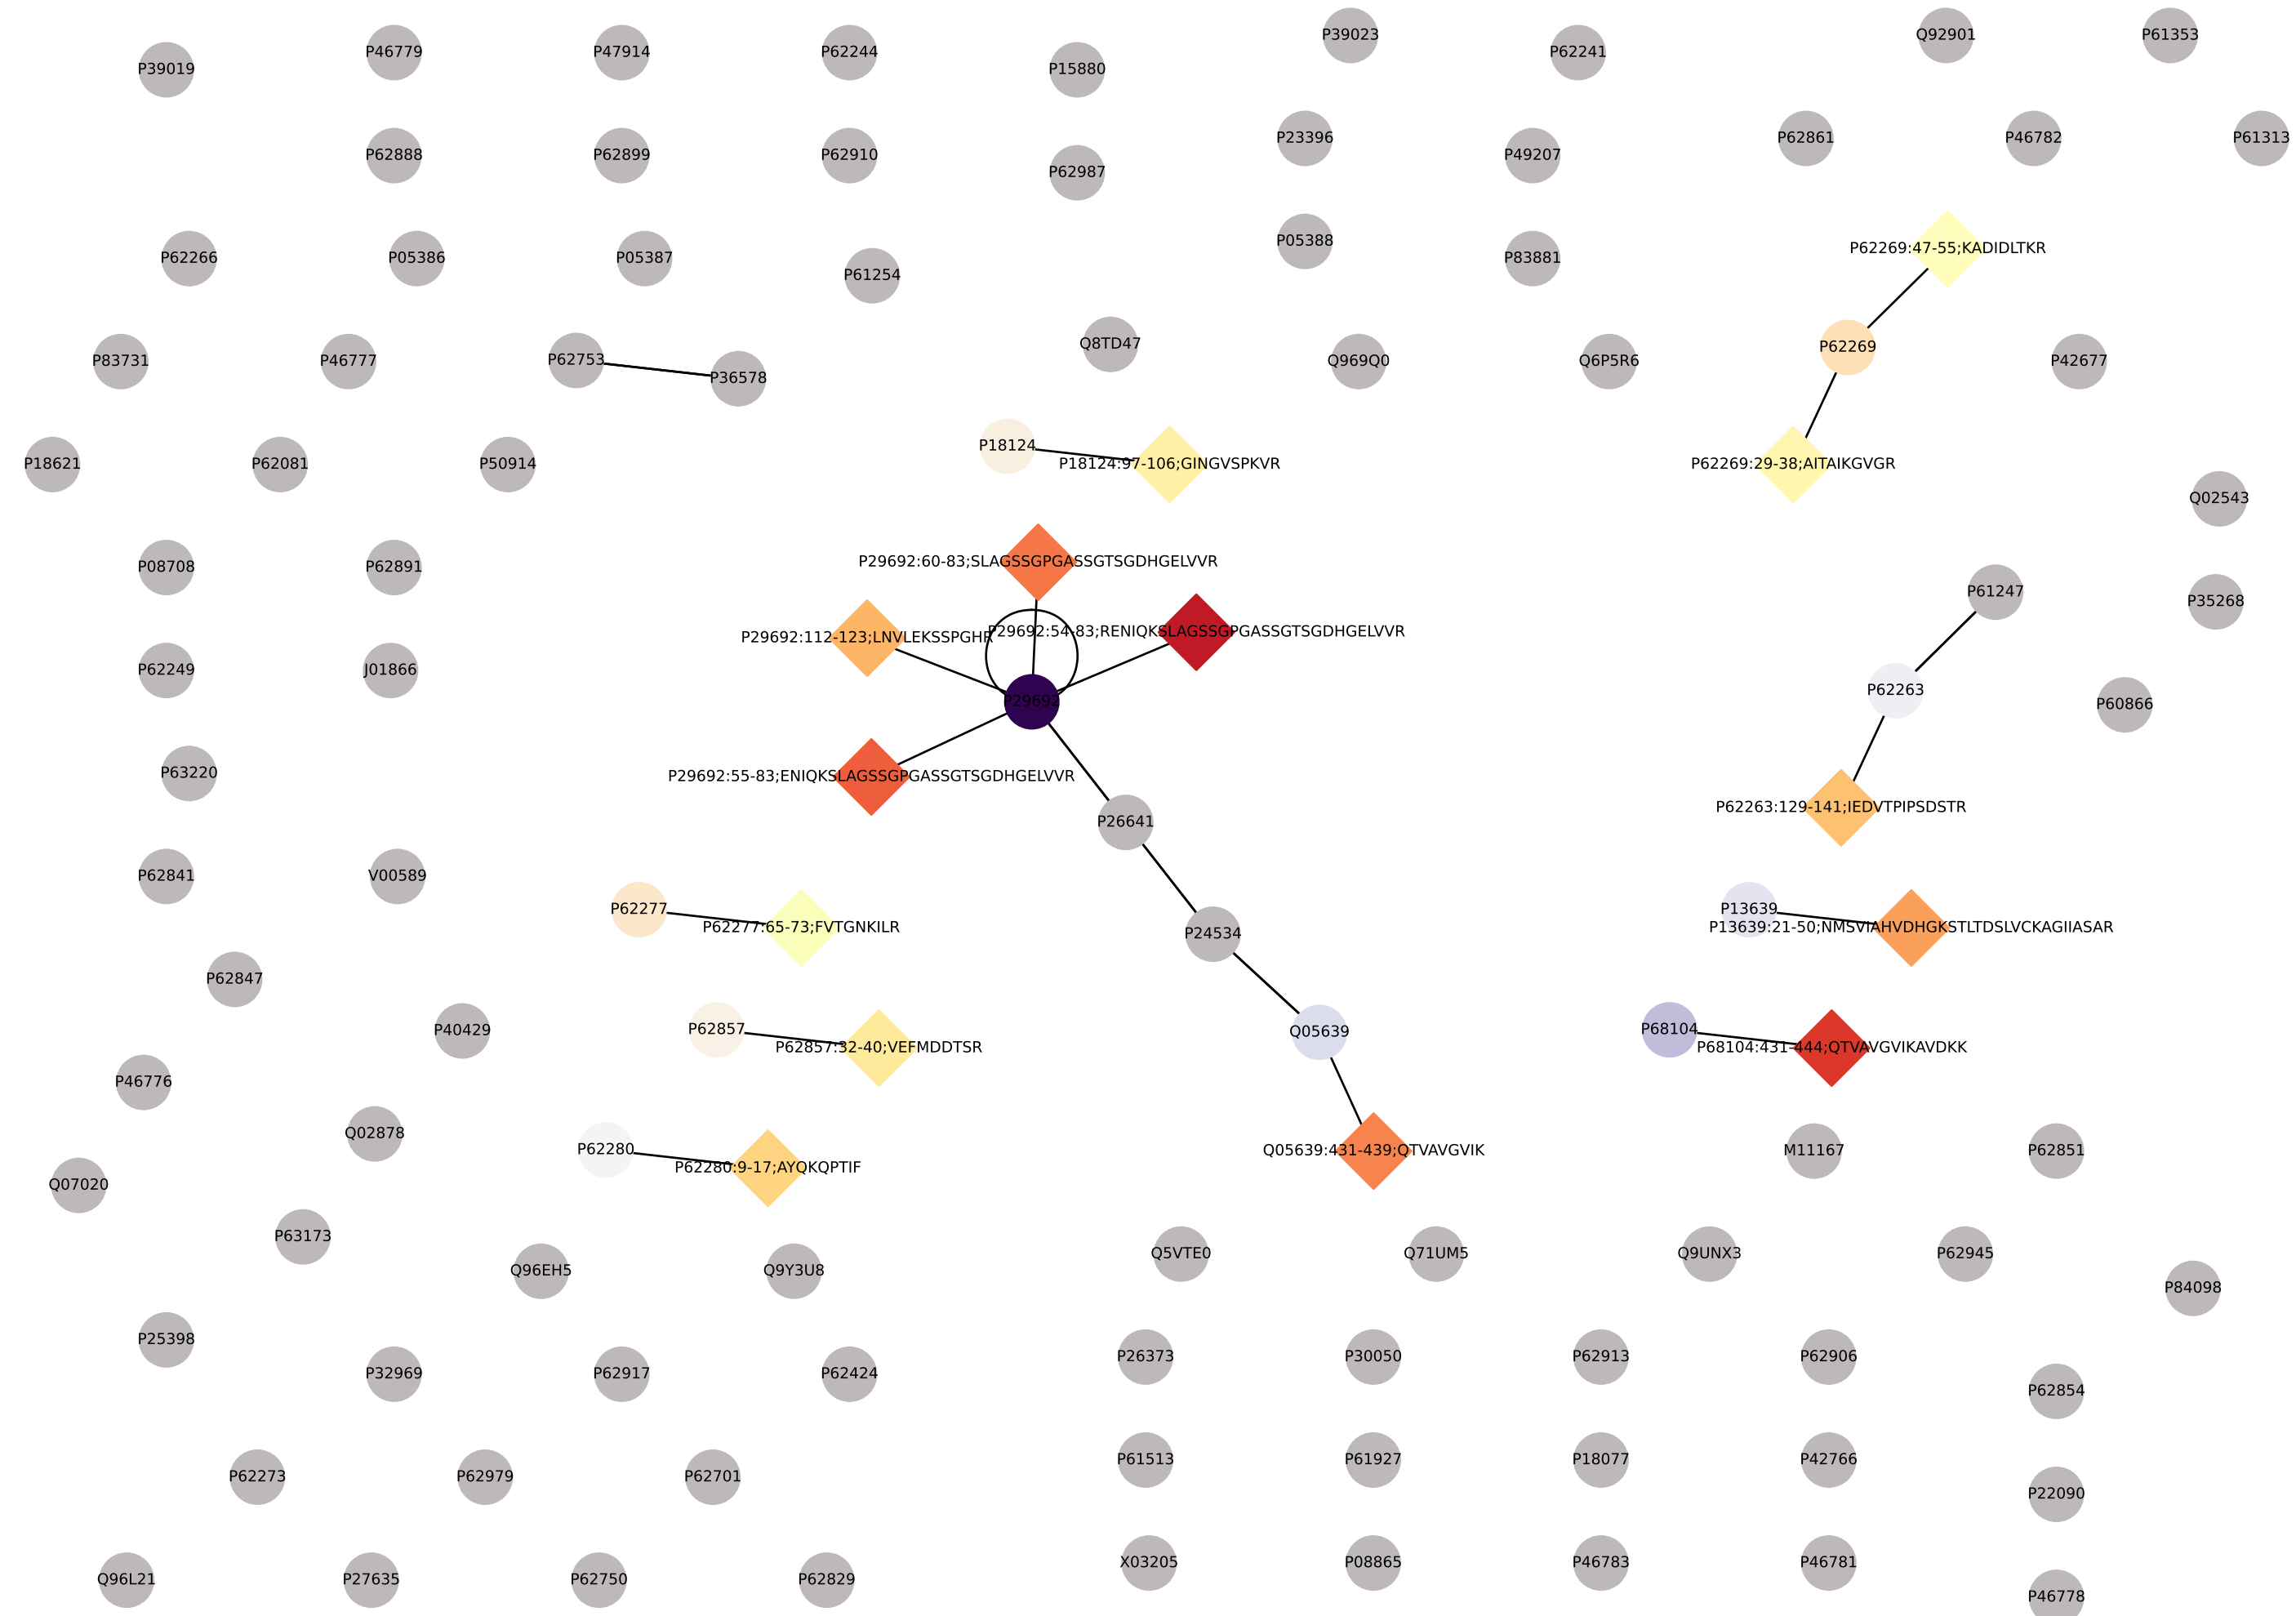 P39023
Q92901
P61353
P46779
P47914
P62244
P62241
P39019
P15880
P23396
P62861
P46782
P61313
P62888
P62899
P62910
P49207
P62987
P05388
P62269:47-55;KADIDLTKR
P62266
P05386
P05387
P83881
P61254
Q8TD47
P62269
P83731
P46777
P62753
Q969Q0
Q6P5R6
P42677
P36578
P18124
P18621
P62081
P50914
P18124:97-106;GINGVSPKVR
P62269:29-38;AITAIKGVGR
Q02543
P29692:60-83;SLAGSSGPGASSGTSGDHGELVVR
P08708
P62891
P61247
P35268
P29692:112-123;LNVLEKSSPGHR
P29692:54-83;RENIQKSLAGSSGPGASSGTSGDHGELVVR
P62249
J01866
P62263
P29692
P60866
P63220
P29692:55-83;ENIQKSLAGSSGPGASSGTSGDHGELVVR
P62263:129-141;IEDVTPIPSDSTR
P26641
P62841
V00589
P62277
P13639
P62277:65-73;FVTGNKILR
P13639:21-50;NMSVIAHVDHGKSTLTDSLVCKAGIIASAR
P24534
P62847
P40429
P62857
Q05639
P68104
P62857:32-40;VEFMDDTSR
P68104:431-444;QTVAVGVIKAVDKK
P46776
Q02878
P62280
Q05639:431-439;QTVAVGVIK
M11167
P62851
P62280:9-17;AYQKQPTIF
Q07020
P63173
Q5VTE0
Q71UM5
Q9UNX3
P62945
Q96EH5
Q9Y3U8
P84098
P25398
P26373
P30050
P62913
P62906
P32969
P62917
P62424
P62854
P61513
P61927
P18077
P42766
P62273
P62979
P62701
P22090
X03205
P08865
P46783
P46781
Q96L21
P27635
P62750
P62829
P46778